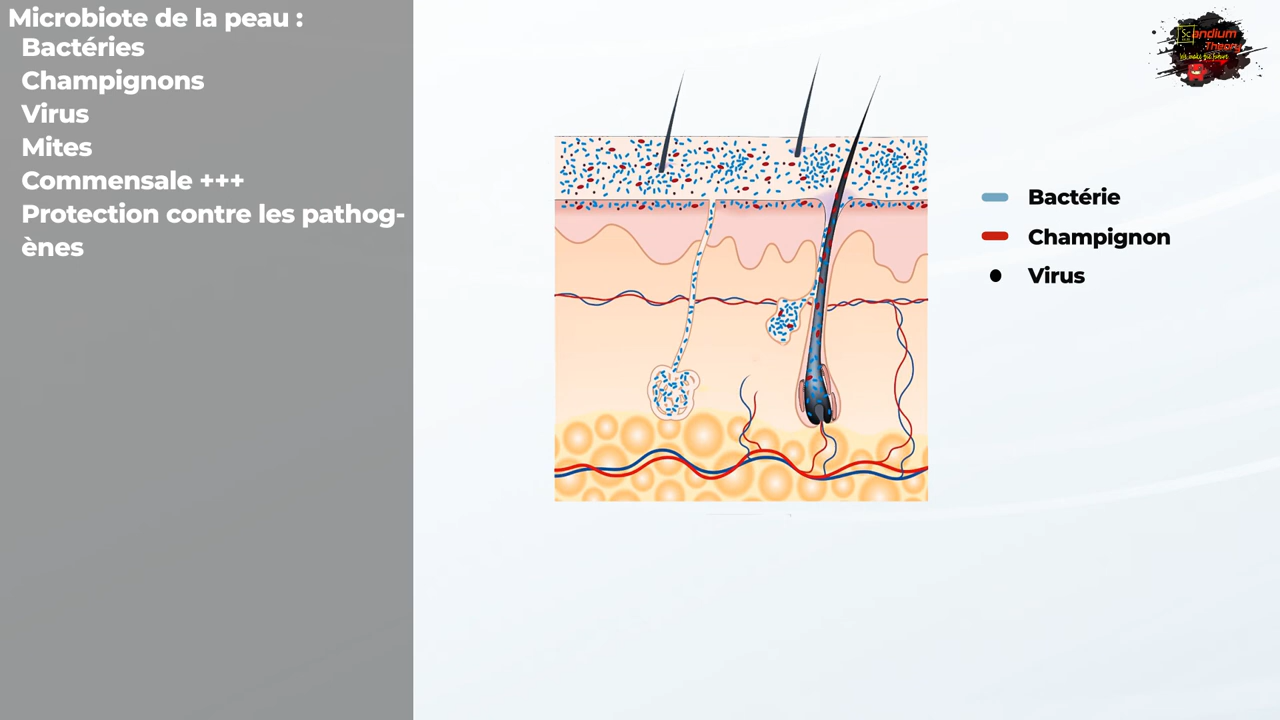 Microbiote de la peau :
Bactéries
Champignons
Virus
Mites
Commensale +++
Protection contre les pathog-
ènes
Scandium
Theory
Bactérie
Champignon
Virus